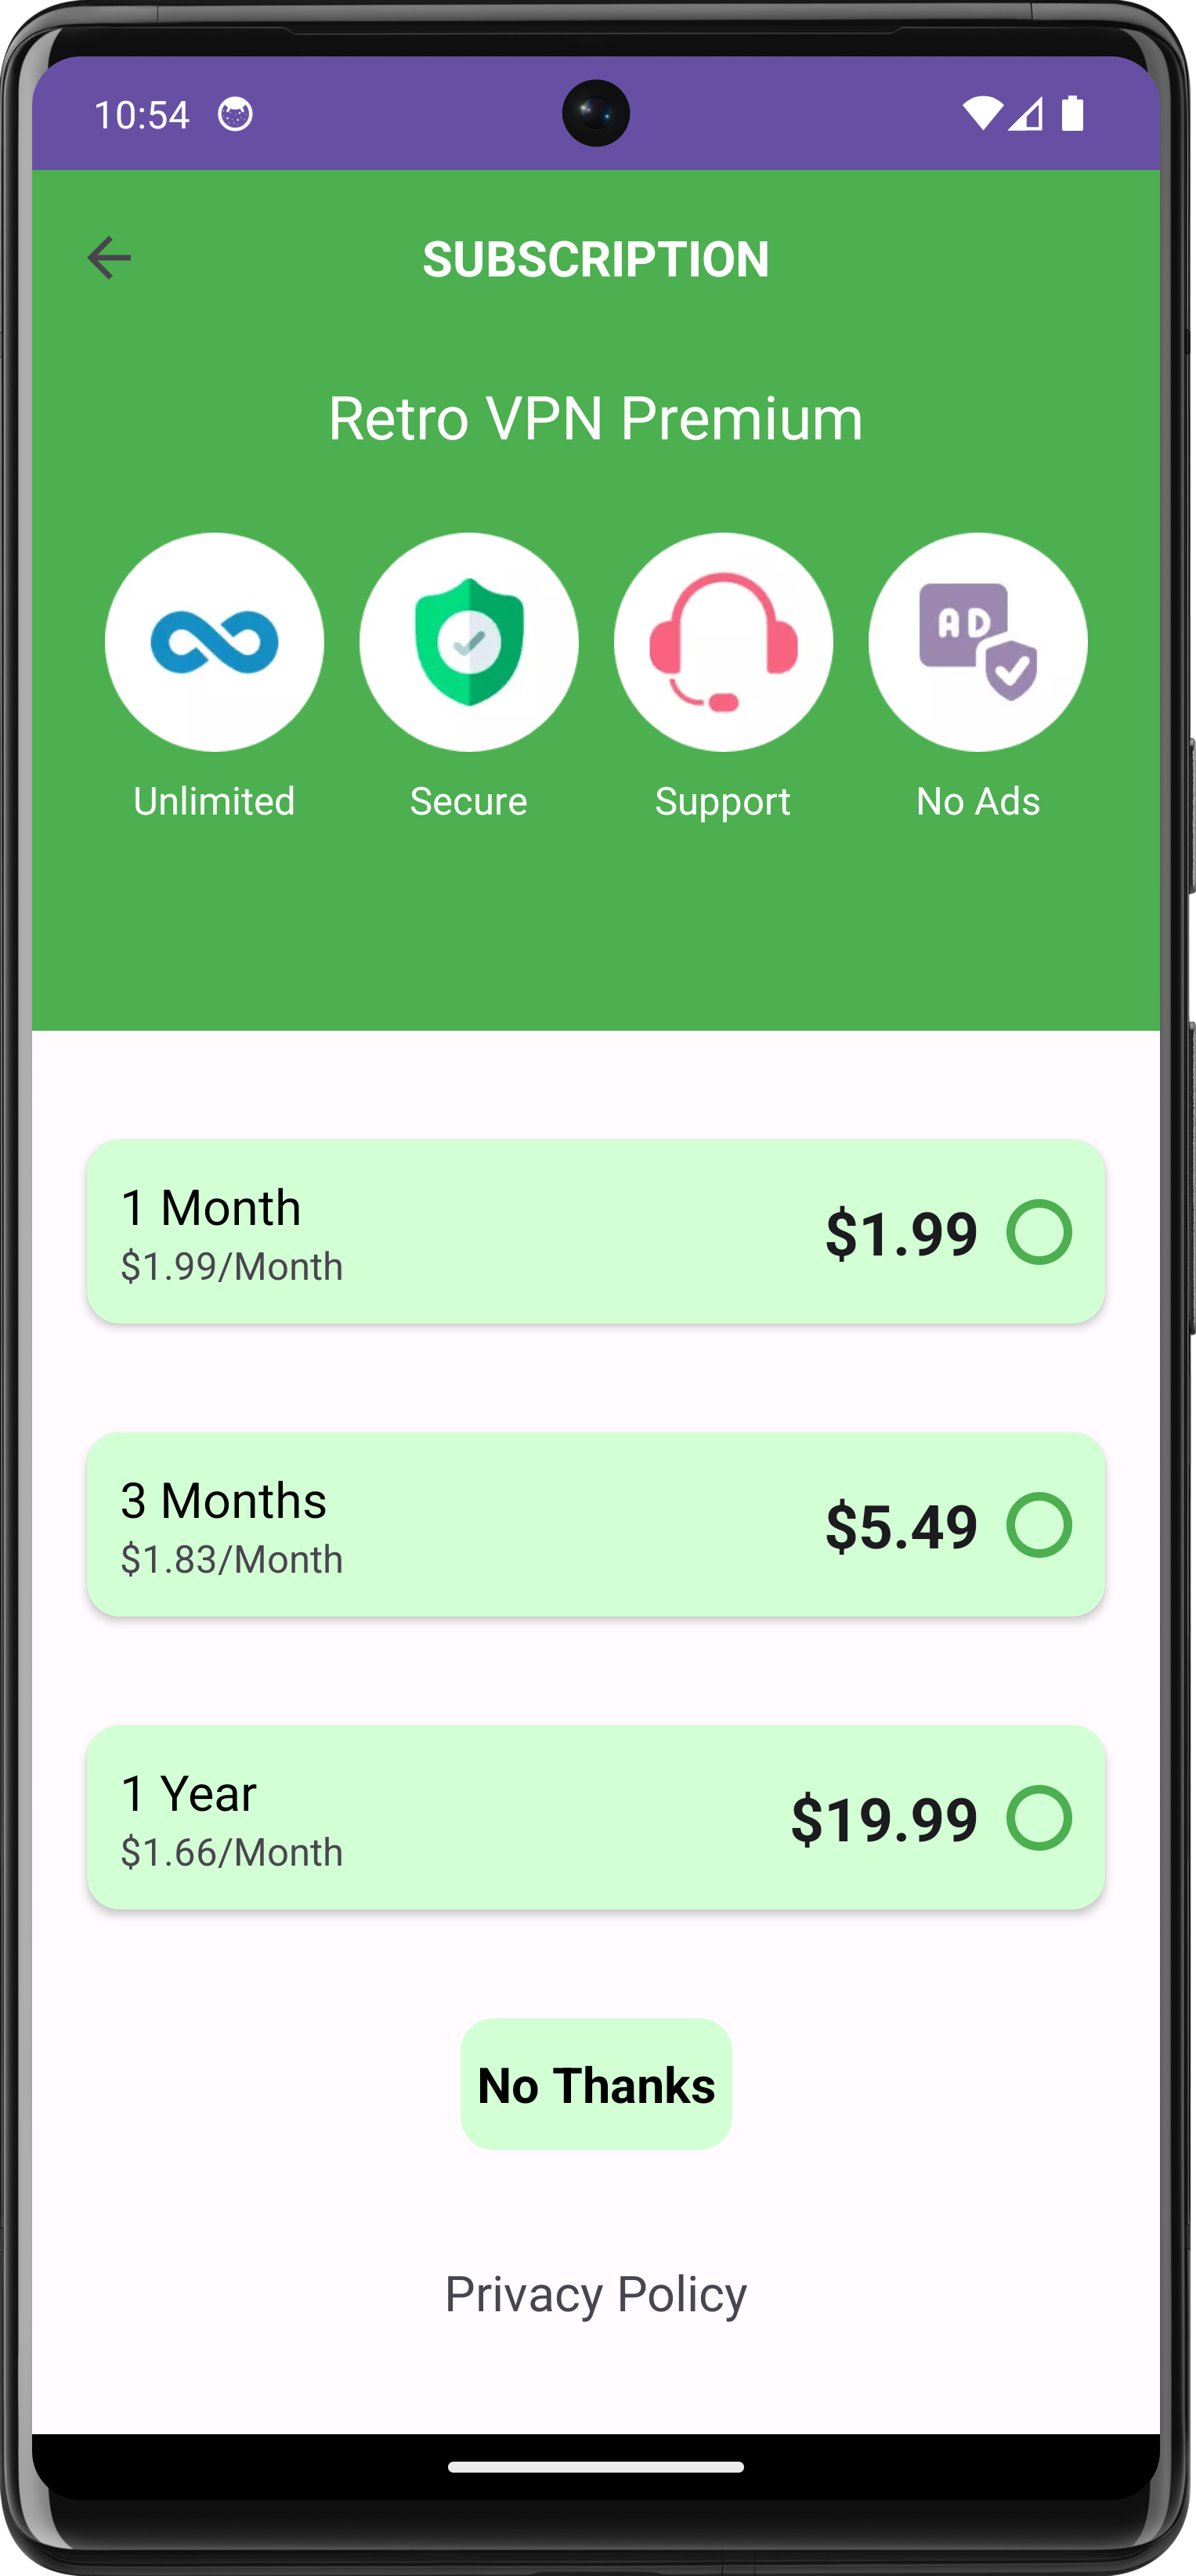 10:54
SUBSCRIPTION
Retro VPN Premium
AD
Unlimited
Secure
Support
No Ads
1 Month
$1.99/Month
$1.99
3 Months
$1.83/Month
$5.49
1 Year
$1.66/Month
$19.99
No Thanks
Privacy Policy